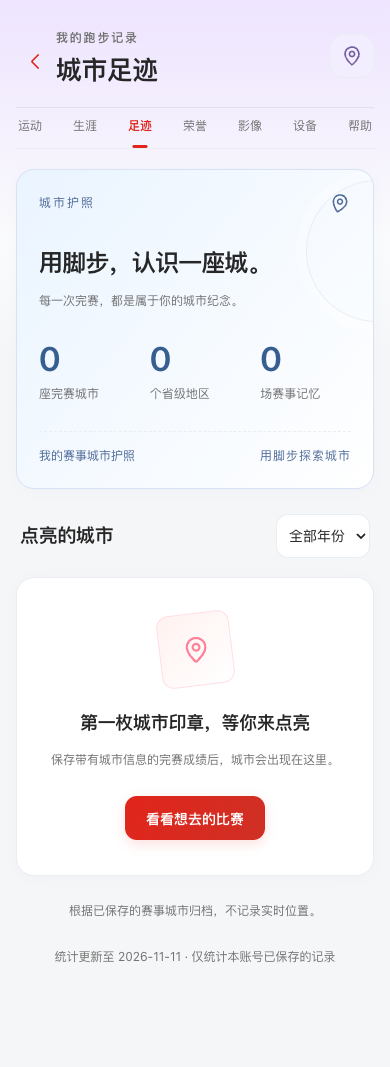 我的跑步记录
城市足迹
运动 生涯 足迹 荣誉 影像 设备 帮助
城市护照
用脚步，认识一座城。
每一次完赛，都是属于你的城市纪念。
0 0 0
座完赛城市 个省级地区 场赛事记忆
我的赛事城市护照 用脚步探索城市
点亮的城市 全部年份
第一枚城市印章，等你来点亮
保存带有城市信息的完赛成绩后，城市会出现在这里。
看看想去的比赛
根据已保存的赛事城市归档，不记录实时位置。
统计更新至 2026-11-11 · 仅统计本账号已保存的记录